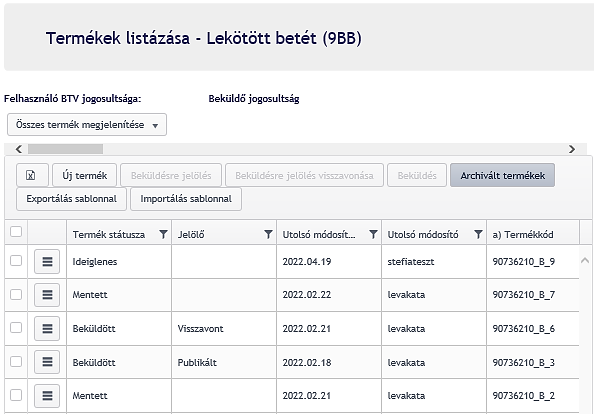 Termékek listázása - Lekötött betét (9BB)
Felhasználó BTV jogosultsága: Beküldő jogosultság
Összes termék megjelenítése
Új termék Beküldésre jelölés Beküldésre jelölés visszavonása Beküldés Archivált termékek
Exportálás sablonnal Importálás sablonnal
Termék státusza Jelölő Utolsó módosít... Utolsó módosító a) Termékkód
Ideiglenes 2022.04.19 stefiateszt 90736210_B_9
Mentett 2022.02.22 levakata 90736210_B_7
Beküldött Visszavont 2022.02.21 levakata 90736210_B_6
Beküldött Publikált 2022.02.18 levakata 90736210_B_3
Mentett 2022.02.21 levakata 90736210_B_2